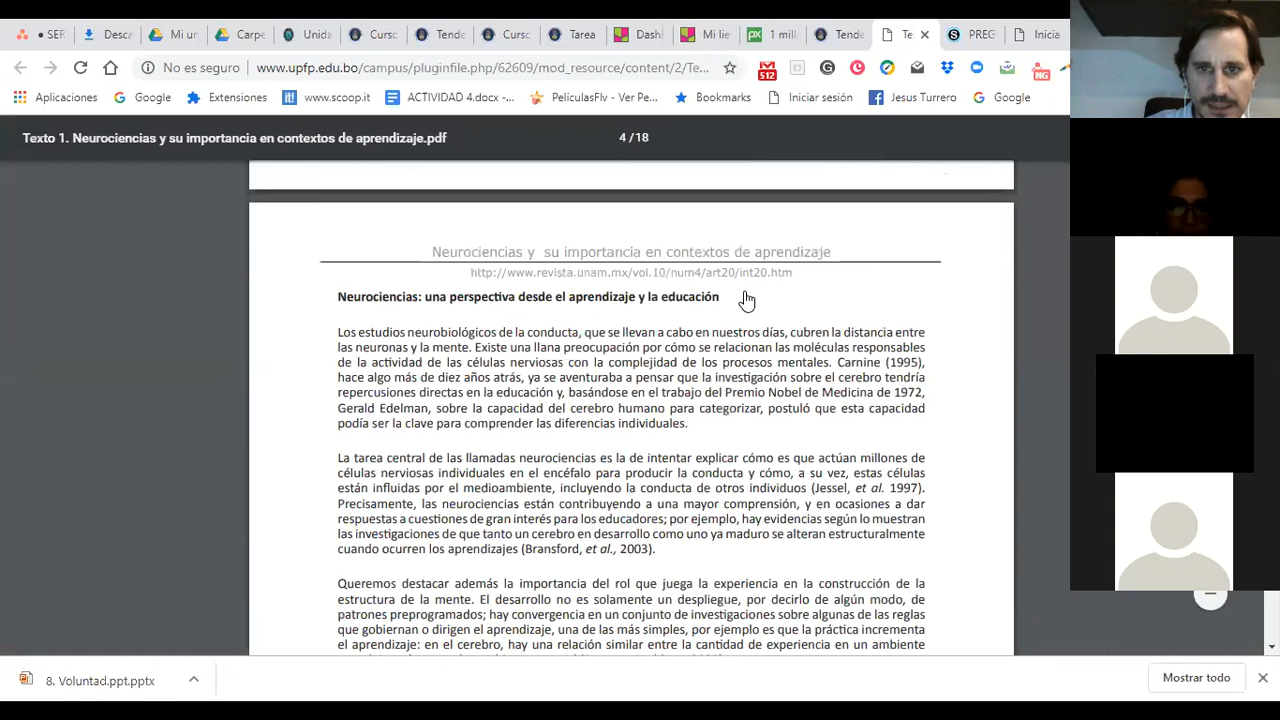 SER
Desca
Mi un
Carpe
Unida
Cursc
Tende
Cursc
Tarea
Dash
Mi lie
1 mill
Tende
Te
PREG
Inicia
No es seguro
www.upfp.edu.bo/campus/pluginfile.php/62609/mod_resource/content/2/Te...
512
NG
Aplicaciones
Google
Extensiones
www.scoop.it
ACTIVIDAD 4.docx -...
PelículasFlv - Ver Pe...
Bookmarks
Iniciar sesión
Jesus Turrero
Google
Texto 1. Neurociencias y su importancia en contextos de aprendizaje.pdf
4 / 18
Neurociencias y su importancia en contextos de aprendizaje
http://www.revista.unam.mx/vol.10/num4/art20/int20.htm
Neurociencias: una perspectiva desde el aprendizaje y la educación
Los estudios neurobiológicos de la conducta, que se llevan a cabo en nuestros días, cubren la distancia entre
las neuronas y la mente. Existe una llana preocupación por cómo se relacionan las moléculas responsables
de la actividad de las células nerviosas con la complejidad de los procesos mentales. Carnine (1995),
hace algo más de diez años atrás, ya se aventuraba a pensar que la investigación sobre el cerebro tendría
repercusiones directas en la educación y, basándose en el trabajo del Premio Nobel de Medicina de 1972,
Gerald Edelman, sobre la capacidad del cerebro humano para categorizar, postuló que esta capacidad
podía ser la clave para comprender las diferencias individuales.
La tarea central de las llamadas neurociencias es la de intentar explicar cómo es que actúan millones de
células nerviosas individuales en el encéfalo para producir la conducta y cómo, a su vez, estas células
están influidas por el medioambiente, incluyendo la conducta de otros individuos (Jessel, et al. 1997).
Precisamente, las neurociencias están contribuyendo a una mayor comprensión, y en ocasiones a dar
respuestas a cuestiones de gran interés para los educadores; por ejemplo, hay evidencias según lo muestran
las investigaciones de que tanto un cerebro en desarrollo como uno ya maduro se alteran estructuralmente
cuando ocurren los aprendizajes (Bransford, et al., 2003).
Queremos destacar además la importancia del rol que juega la experiencia en la construcción de la
estructura de la mente. El desarrollo no es solamente un despliegue, por decirlo de algún modo, de
patrones preprogramados; hay convergencia en un conjunto de investigaciones sobre algunas de las reglas
que gobiernan o dirigen el aprendizaje, una de las más simples, por ejemplo es que la práctica incrementa
el aprendizaje: en el cerebro, hay una relación similar entre la cantidad de experiencia en un ambiente
8. Voluntad.ppt.pptx
Mostrar todo